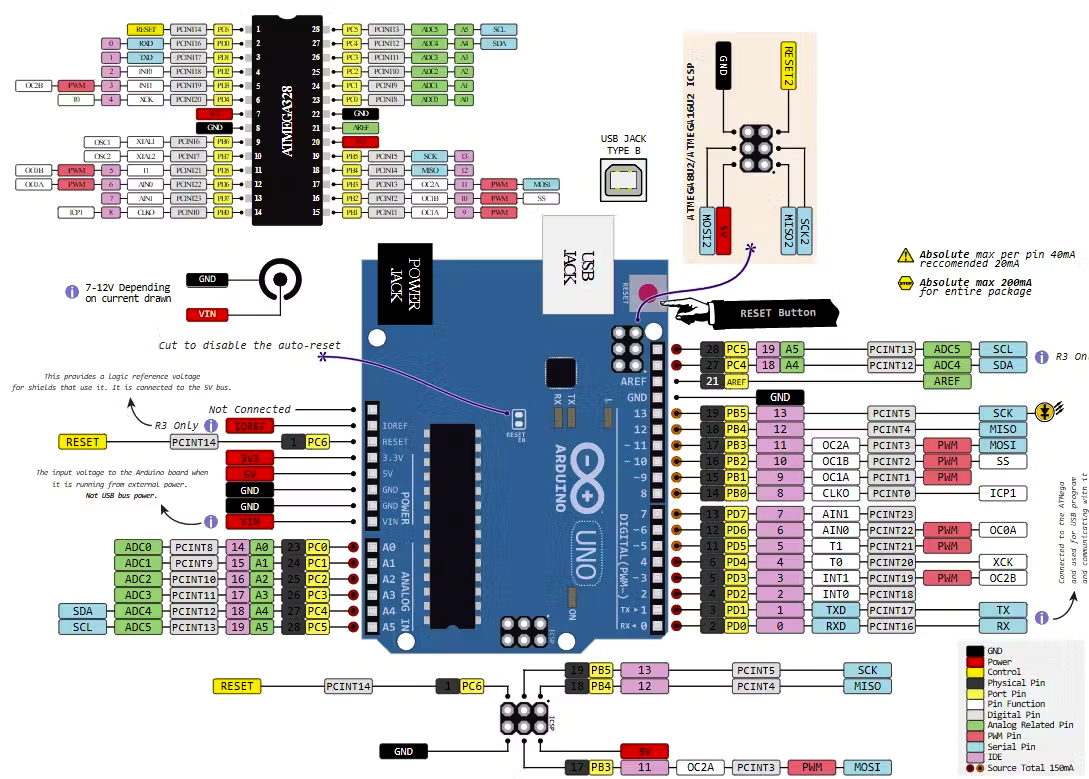 RESET PCINT14 PC6 1
0 RXD PCINT16 PD0 2
1 TXD PCINT17 PD1 3
2 INT0 PCINT18 PD2 4
OC2B PWM 3 INT1 PCINT19 PD3 5
T0 4 XCK PCINT20 PD4 6
7
GND 8
OSC1 XTAL1 PCINT6 PB6 9
OSC2 XTAL2 PCINT7 PB7 10
OC0B PWM 5 T1 PCINT21 PD5 11
OC0A PWM 6 AIN0 PCINT22 PD6 12
7 AIN1 PCINT23 PD7 13
ICP1 8 CLKO PCINT0 PB0 14
ATMEGA328
28 PC5 PCINT13 ADC5 A5 SCL
27 PC4 PCINT12 ADC4 A4 SDA
26 PC3 PCINT11 ADC3 A3
25 PC2 PCINT10 ADC2 A2
24 PC1 PCINT9 ADC1 A1
23 PC0 PCINT8 ADC0 A0
22 GND
21 AREF
20
19 PB5 PCINT5 SCK 13
18 PB4 PCINT4 MISO 12
17 PB3 PCINT3 OC2A 11 PWM MOSI
16 PB2 PCINT2 OC1B 10 PWM SS
15 PB1 PCINT1 OC1A 9 PWM
USB JACK
TYPE B
ATMEGA8U2/ATMEGA16U2 ICSP
GND
RESET2
MOSI2
5V
MISO2
SCK2
Absolute max per pin 40mA
reccomended 20mA
Absolute max 200mA
for entire package
GND
7-12V Depending
on current drawn
VIN
POWER
JACK
USB
JACK
RESET
RESET Button
Cut to disable the auto-reset
This provides a logic reference voltage
for shields that use it. It is connected to the 5V bus.
Not Connected
R3 Only IOREF
RESET PCINT14 1 PC6
3V3
5V
GND
GND
VIN
The input voltage to the Arduino board when
it is running from external power.
Not USB bus power.
ADC0 PCINT8 14 A0 23 PC0
ADC1 PCINT9 15 A1 24 PC1
ADC2 PCINT10 16 A2 25 PC2
ADC3 PCINT11 17 A3 26 PC3
SDA ADC4 PCINT12 18 A4 27 PC4
SCL ADC5 PCINT13 19 A5 28 PC5
IOREF
RESET
3.3V
5V
GND
GND
VIN
POWER
A0
A1
A2
A3
A4
A5
ANALOG IN
RESET
EN
RX
TX
L
ARDUINO
UNO
ON
ICSP
AREF
GND
13
12
~ 11
~ 10
~9
8
7
~6
~5
4
~3
2
TX ▸1
RX ◂0
DIGITAL(PWM~)
28 PC5 19 A5 PCINT13 ADC5 SCL
27 PC4 18 A4 PCINT12 ADC4 SDA
R3 On
21 AREF AREF
GND
19 PB5 13 PCINT5 SCK
18 PB4 12 PCINT4 MISO
17 PB3 11 OC2A PCINT3 PWM MOSI
16 PB2 10 OC1B PCINT2 PWM SS
15 PB1 9 OC1A PCINT1 PWM
14 PB0 8 CLKO PCINT0 ICP1
13 PD7 7 AIN1 PCINT23
12 PD6 6 AIN0 PCINT22 PWM OC0A
11 PD5 5 T1 PCINT21 PWM
6 PD4 4 T0 PCINT20 XCK
5 PD3 3 INT1 PCINT19 PWM OC2B
4 PD2 2 INT0 PCINT18
3 PD1 1 TXD PCINT17 TX
2 PD0 0 RXD PCINT16 RX
Connected to the ATMega
and used for USB program
and communicating with it
RESET PCINT14 1 PC6
19 PB5 13 PCINT5 SCK
18 PB4 12 PCINT4 MISO
ICSP
GND
5V
17 PB3 11 OC2A PCINT3 PWM MOSI
GND
Power
Control
Physical Pin
Port Pin
Pin Function
Digital Pin
Analog Related Pin
PWM Pin
Serial Pin
IDE
Source Total 150mA